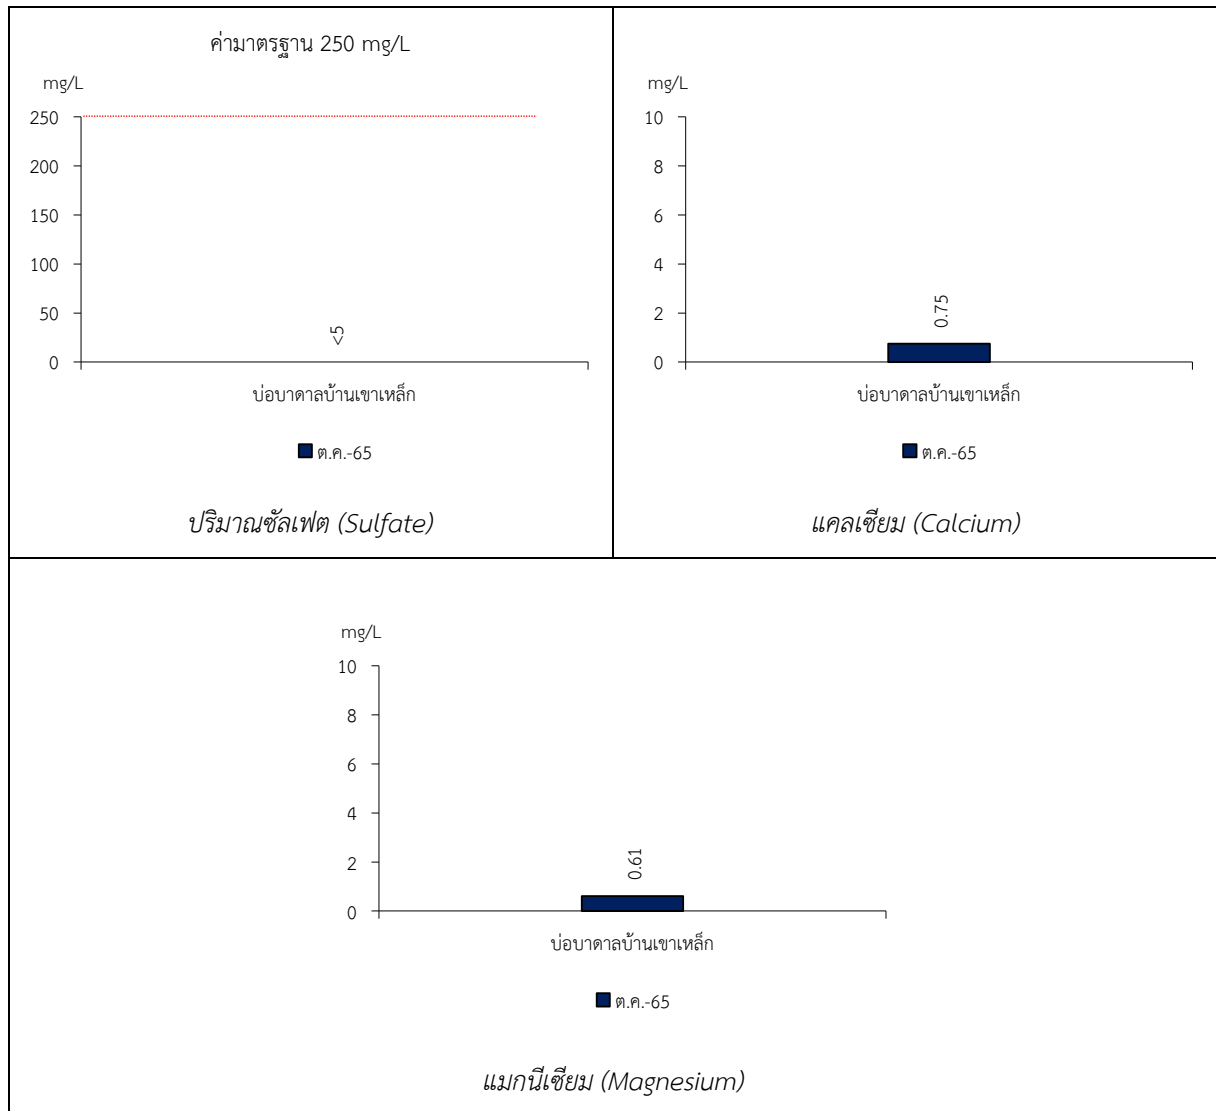 ค่ามาตรฐาน 250 mg/L
mg/L
250
200
150
100
50
0
<5
บ่อบาดาลบ้านเขาเหล็ก
ต.ค.-65
ปริมาณซัลเฟต (Sulfate)
mg/L
10
8
6
4
2
0
0.75
บ่อบาดาลบ้านเขาเหล็ก
ต.ค.-65
แคลเซียม (Calcium)
mg/L
10
8
6
4
2
0
0.61
บ่อบาดาลบ้านเขาเหล็ก
ต.ค.-65
แมกนีเซียม (Magnesium)